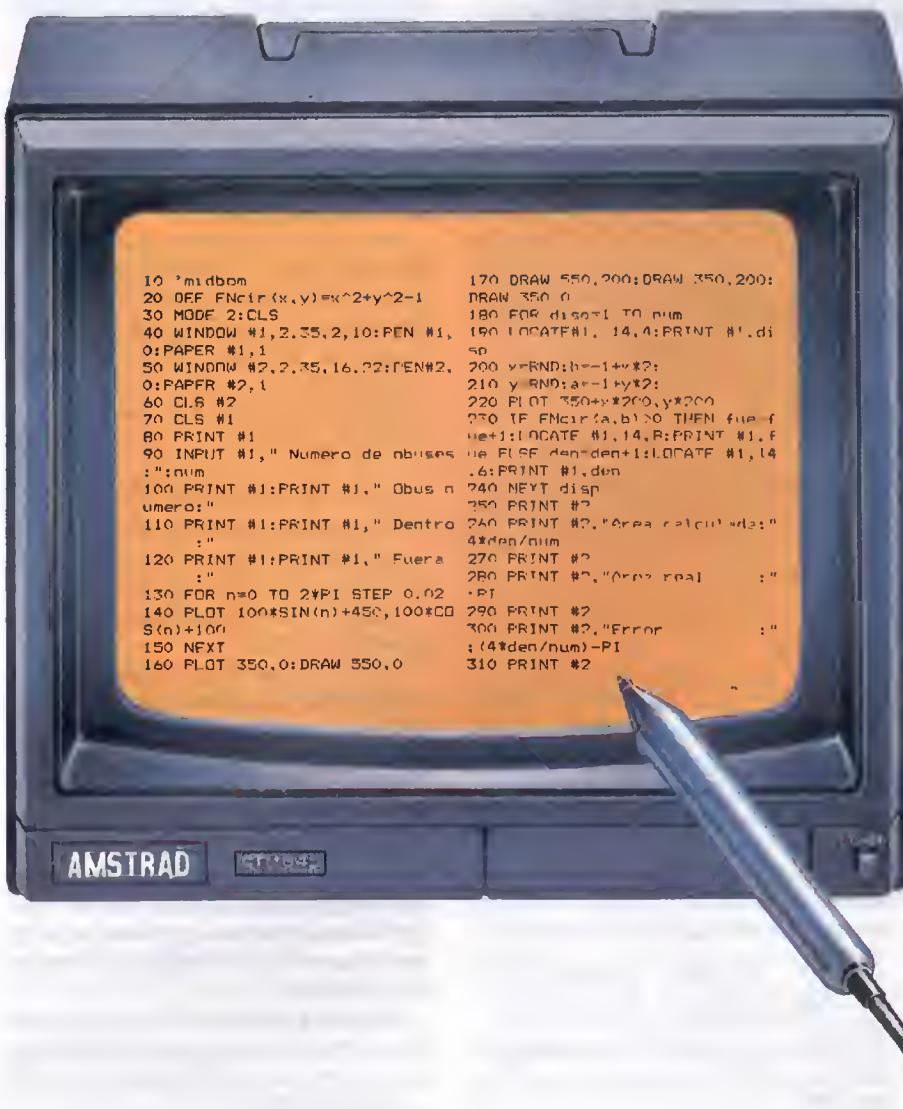 10 'midbom
20 DEF FNcir(x,y)=x^2+y^2-1
30 MODE 2:CLS
40 WINDOW #1,2,35,2,10:PEN #1,
0:PAPER #1,1
50 WINDOW #2,2,35,16,22:PEN#2,
0:PAPER #2,1
60 CLS #2
70 CLS #1
80 PRINT #1
90 INPUT #1," Numero de obuses
:";num
100 PRINT #1:PRINT #1," Obus n
umero:"
110 PRINT #1:PRINT #1," Dentro
:"
120 PRINT #1:PRINT #1," Fuera
:"
130 FOR n=0 TO 2*PI STEP 0.02
140 PLOT 100*SIN(n)+450,100*CO
S(n)+100
150 NEXT
160 PLOT 350,0:DRAW 550,0
170 DRAW 550,200:DRAW 350,200:
DRAW 350 0
180 FOR disp=1 TO num
190 LOCATE#1, 14,4:PRINT #1,di
sp
200 x=RND:b=-1+x*2:
210 y=RND:a=-1+y*2:
220 PLOT 350+x*200,y*200
230 IF FNcir(a,b)>0 THEN fue=f
ue+1:LOCATE #1,14,8:PRINT #1,f
ue ELSE den=den+1:LOCATE #1,14
,6:PRINT #1,den
240 NEXT disp
250 PRINT #2
260 PRINT #2,"Area calculada:"
4*den/num
270 PRINT #2
280 PRINT #2,"Area real :"
;PI
290 PRINT #2
300 PRINT #2,"Error :"
;(4*den/num)-PI
310 PRINT #2
AMSTRAD